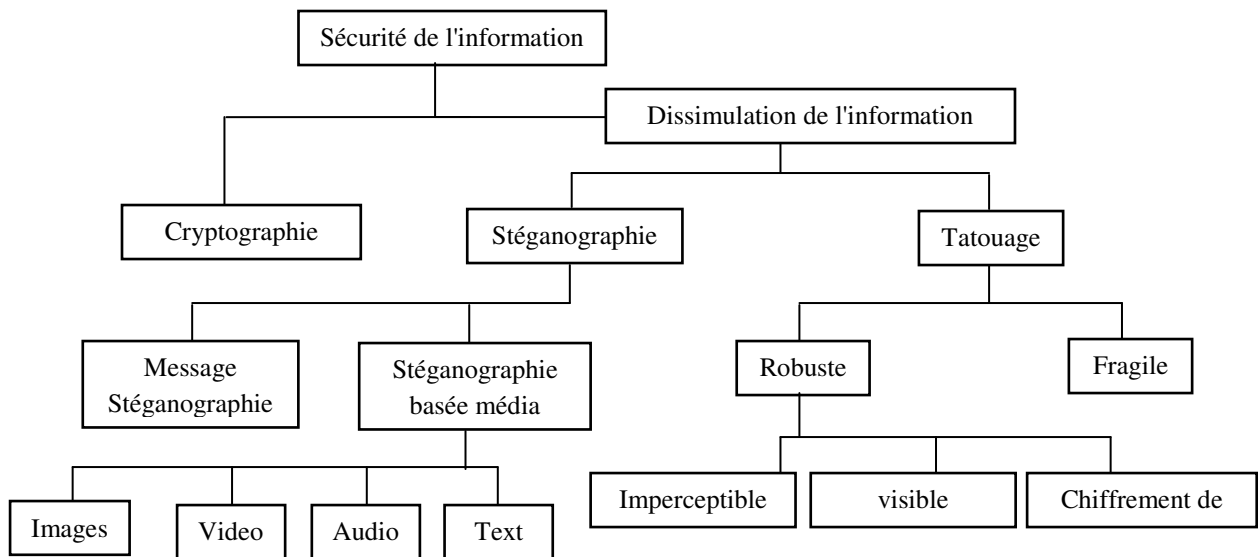 Sécurité de l'information
Dissimulation de l'information
Cryptographie
Stéganographie
Tatouage
Message
Stéganographie
Stéganographie
basée média
Robuste
Fragile
Images
Video
Audio
Text
Imperceptible
visible
Chiffrement de